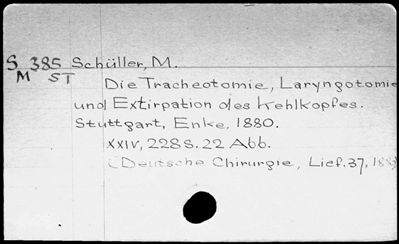 S 385 Schüller, M.
M ST
Die Tracheotomie, Laryngotomie
und Extirpation des Kehlkopfes.
Stuttgart, Enke, 1880.
XXIV, 228 S. 22 Abb.
(Deutsche Chirurgie, Lief. 37,